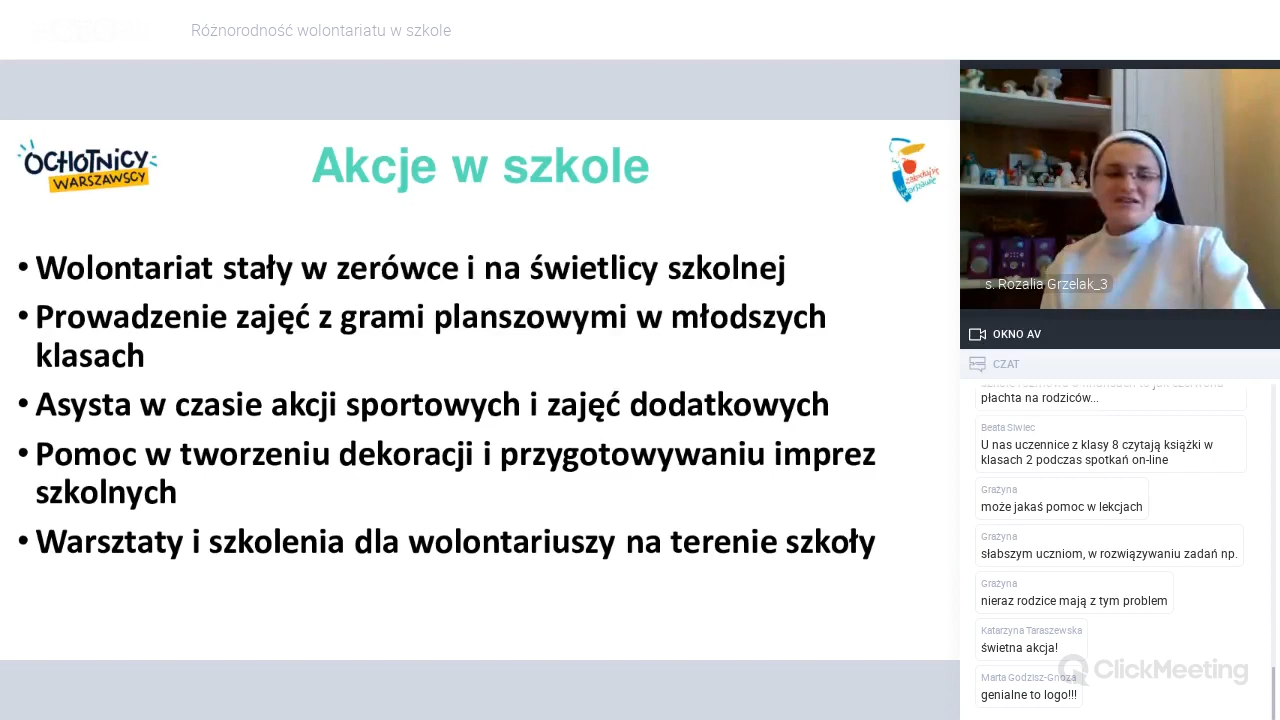 Różnorodność wolontariatu w szkole
OCHOTNICY
WARSZAWSCY
Akcje w szkole
zakochaj się
w Warszawie
• Wolontariat stały w zerówce i na świetlicy szkolnej
• Prowadzenie zajęć z grami planszowymi w młodszych
klasach
• Asysta w czasie akcji sportowych i zajęć dodatkowych
• Pomoc w tworzeniu dekoracji i przygotowywaniu imprez
szkolnych
• Warsztaty i szkolenia dla wolontariuszy na terenie szkoły
s. Rozalia Grzelak_3
OKNO AV
CZAT
płachta na rodziców...
Beata Siwiec
U nas uczennice z klasy 8 czytają książki w
klasach 2 podczas spotkań on-line
Grażyna
może jakaś pomoc w lekcjach
Grażyna
słabszym uczniom, w rozwiązywaniu zadań np.
Grażyna
nieraz rodzice mają z tym problem
Katarzyna Taraszewska
świetna akcja!
Marta Godzisz-Gnoza
genialne to logo!!!
ClickMeeting